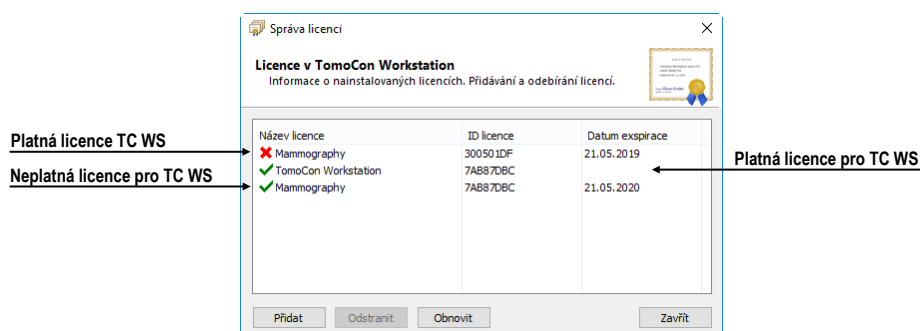 Správa licencí
Licence v TomoCon Workstation
Informace o nainstalovaných licencích. Přidávání a odebírání licencí.
Název licence ID licence Datum exspirace
Platná licence TC WS
Mammography 300501DF 21.05.2019
TomoCon Workstation 7AB87DBC
Platná licence pro TC WS
Neplatná licence pro TC WS
Mammography 7AB87DBC 21.05.2020
Přidat Odstranit Obnovit Zavřít